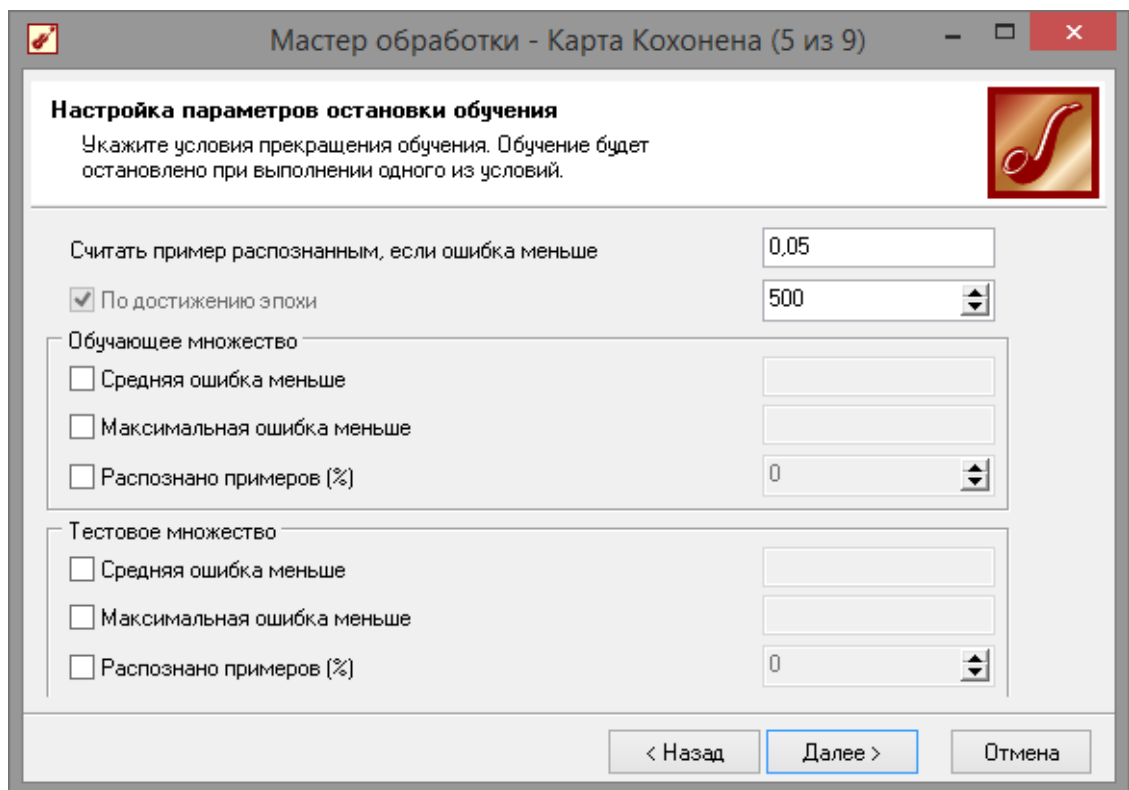 Мастер обработки - Карта Кохонена (5 из 9)
Настройка параметров остановки обучения
Укажите условия прекращения обучения. Обучение будет
остановлено при выполнении одного из условий.
Считать пример распознанным, если ошибка меньше 0,05
По достижению эпохи 500
Обучающее множество
Средняя ошибка меньше
Максимальная ошибка меньше
Распознано примеров (%) 0
Тестовое множество
Средняя ошибка меньше
Максимальная ошибка меньше
Распознано примеров (%) 0
< Назад Далее > Отмена